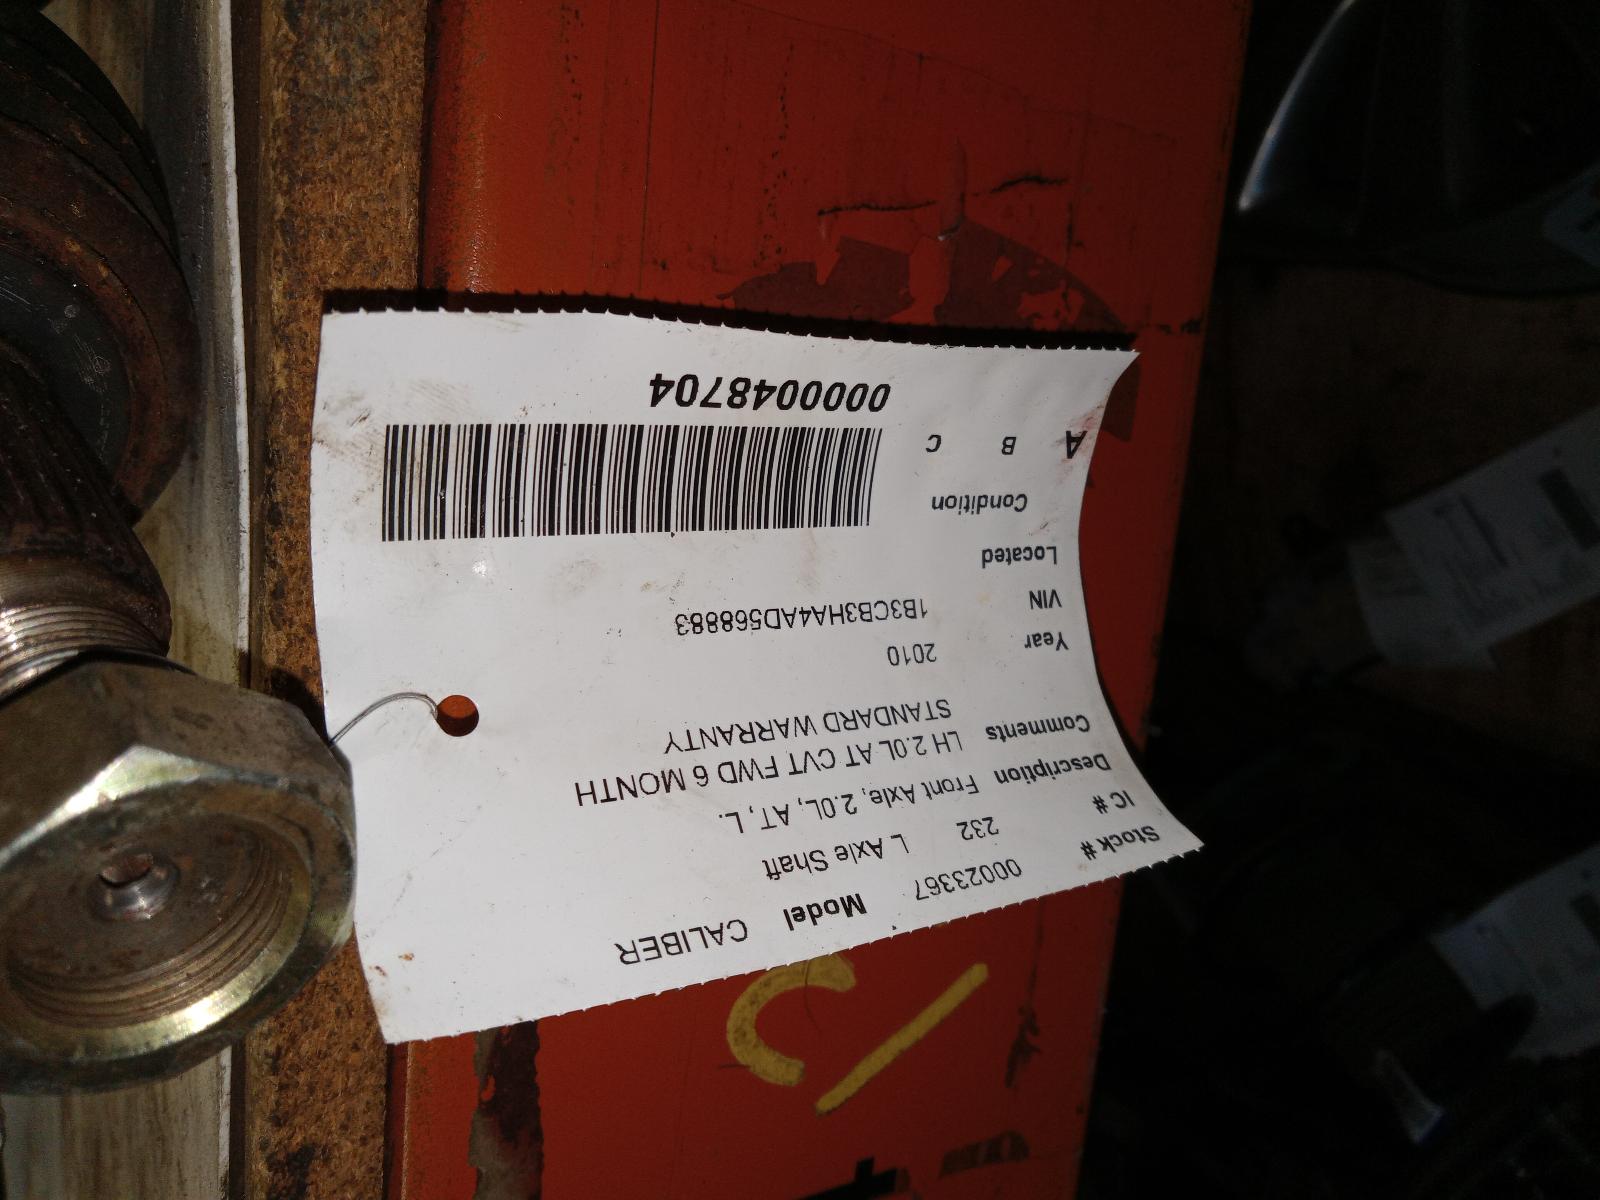 Stock# 00023367 Model CALIBER
IC # 232 L Axle Shaft
Description Front Axle, 2.0L, AT, L.
Comments LH 2.0L AT CVT FWD 6 MONTH
STANDARD WARRANTY
Year 2010
VIN 1B3CB3HA4AD568883
Located
Condition
A B C
0000048704